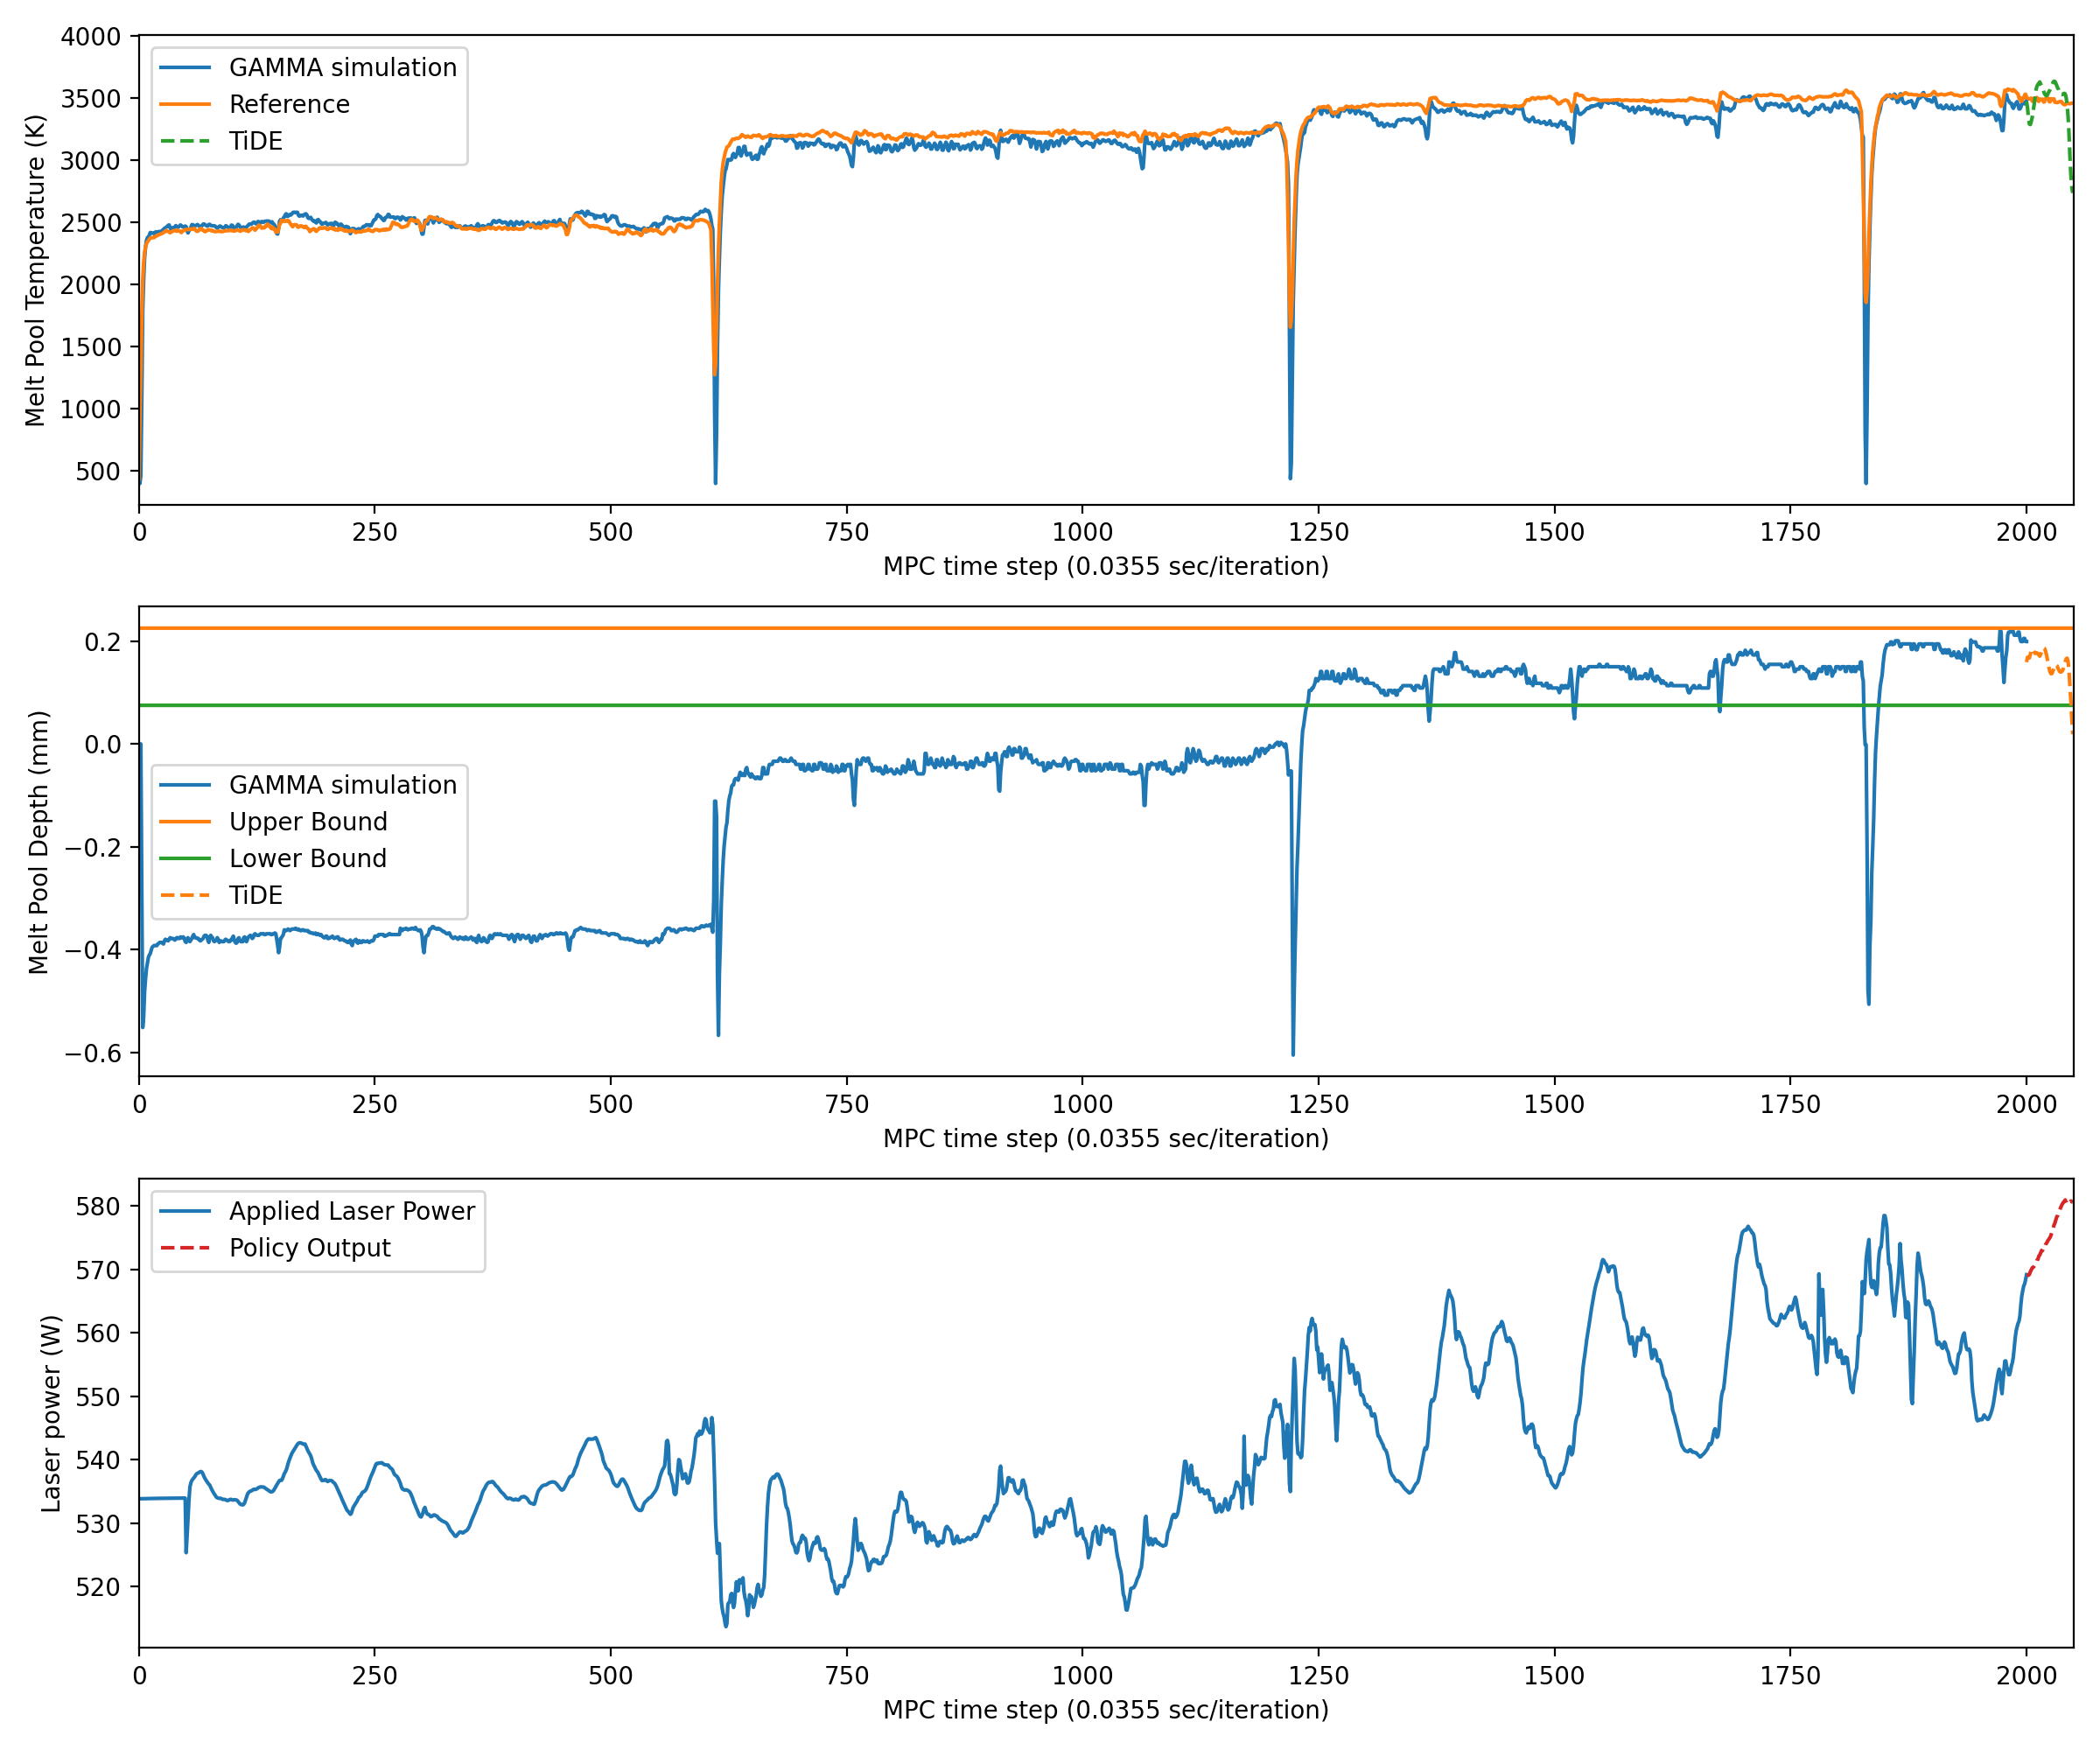 4000
3500
3000
2500
2000
1500
1000
500
Melt Pool Temperature (K)
GAMMA simulation
Reference
TiDE
0 250 500 750 1000 1250 1500 1750 2000
MPC time step (0.0355 sec/iteration)
0.2
0.0
−0.2
−0.4
−0.6
Melt Pool Depth (mm)
GAMMA simulation
Upper Bound
Lower Bound
TiDE
0 250 500 750 1000 1250 1500 1750 2000
MPC time step (0.0355 sec/iteration)
580
570
560
550
540
530
520
Laser power (W)
Applied Laser Power
Policy Output
0 250 500 750 1000 1250 1500 1750 2000
MPC time step (0.0355 sec/iteration)